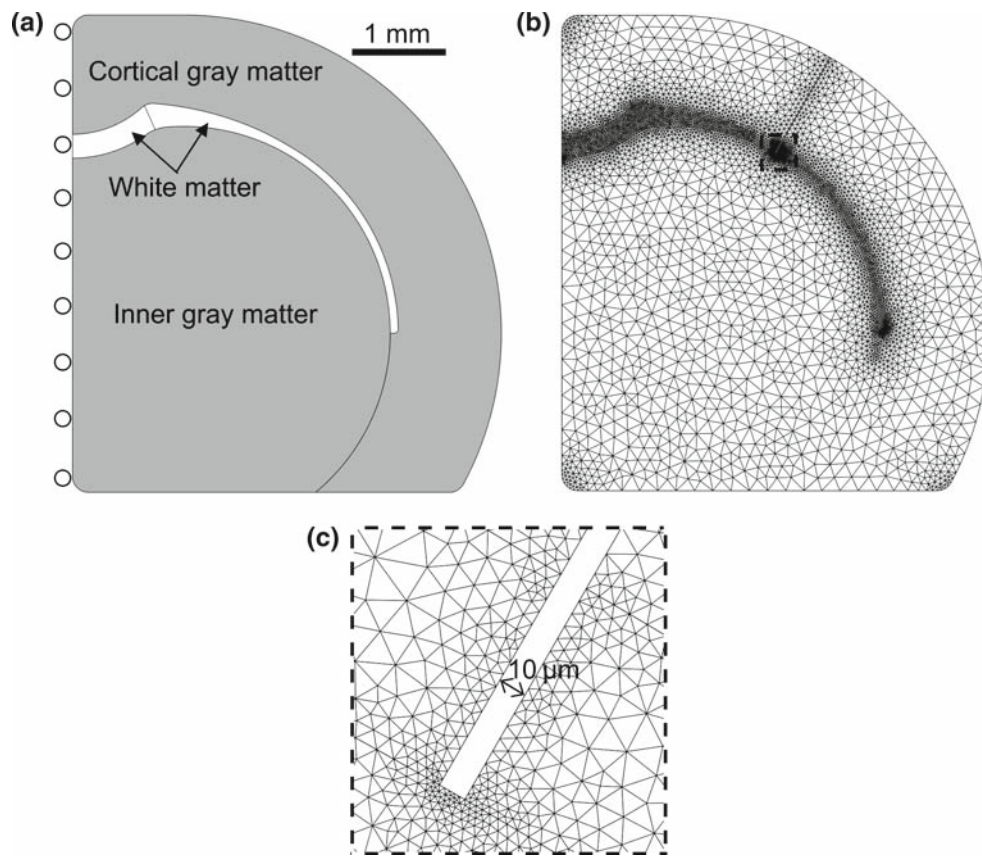 (a)
1 mm
Cortical gray matter
White matter
Inner gray matter
(b)
(c)
10 µm